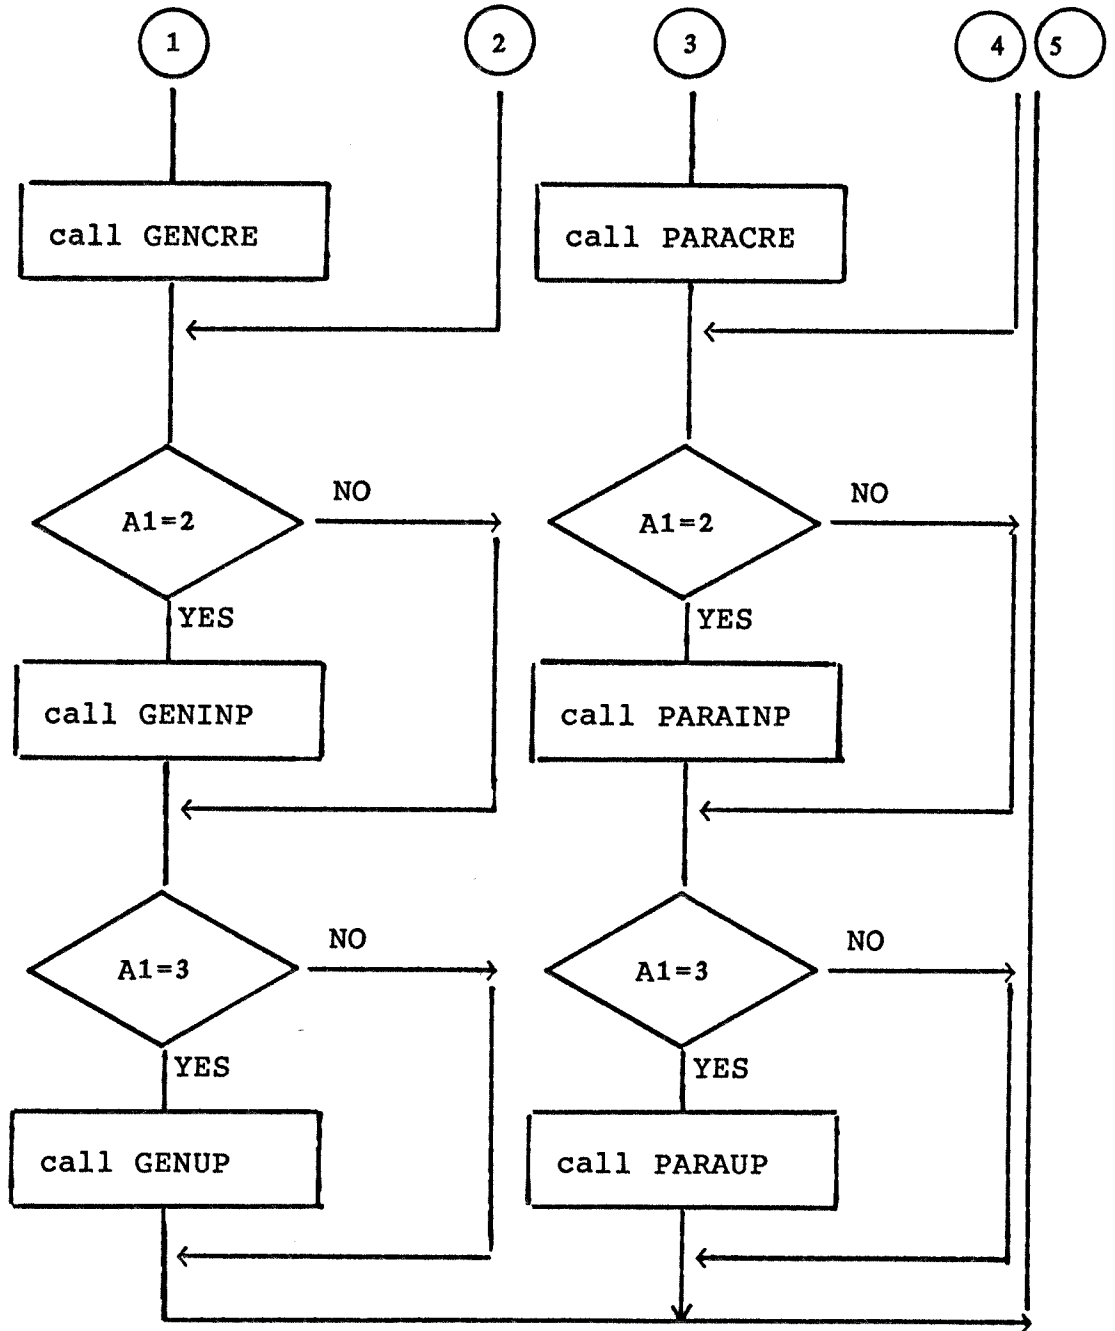 1
2
3
4
5
call GENCRE
call PARACRE
A1=2
NO
A1=2
NO
YES
YES
call GENINP
call PARAINP
A1=3
NO
A1=3
NO
YES
YES
call GENUP
call PARAUP